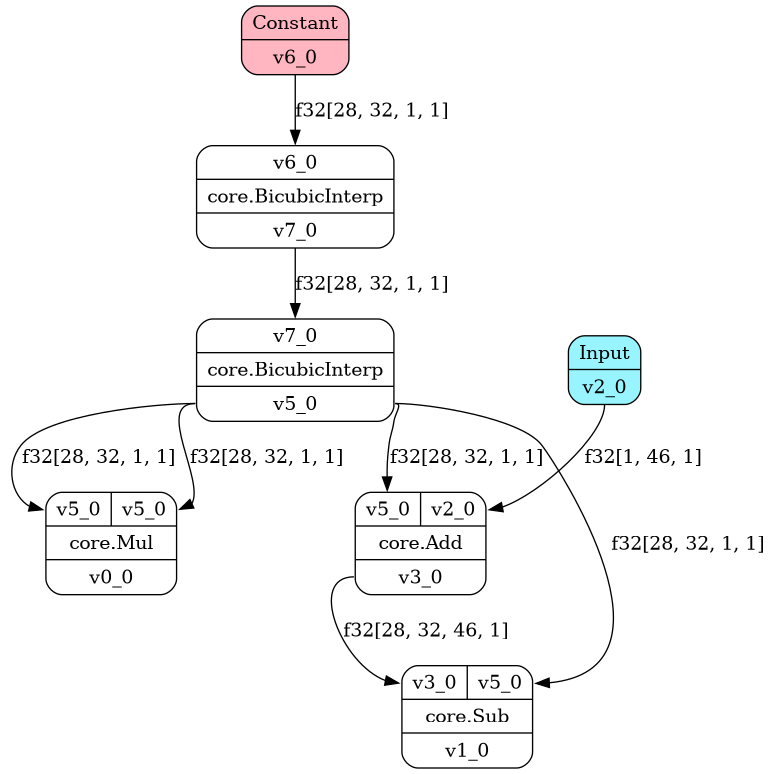 Constant
v6_0
f32[28, 32, 1, 1]
v6_0
core.BicubicInterp
v7_0
f32[28, 32, 1, 1]
v7_0
core.BicubicInterp
v5_0
Input
v2_0
f32[28, 32, 1, 1]
f32[28, 32, 1, 1]
f32[28, 32, 1, 1]
f32[1, 46, 1]
v5_0 v5_0
core.Mul
v0_0
v5_0 v2_0
core.Add
v3_0
f32[28, 32, 1, 1]
f32[28, 32, 46, 1]
v3_0 v5_0
core.Sub
v1_0